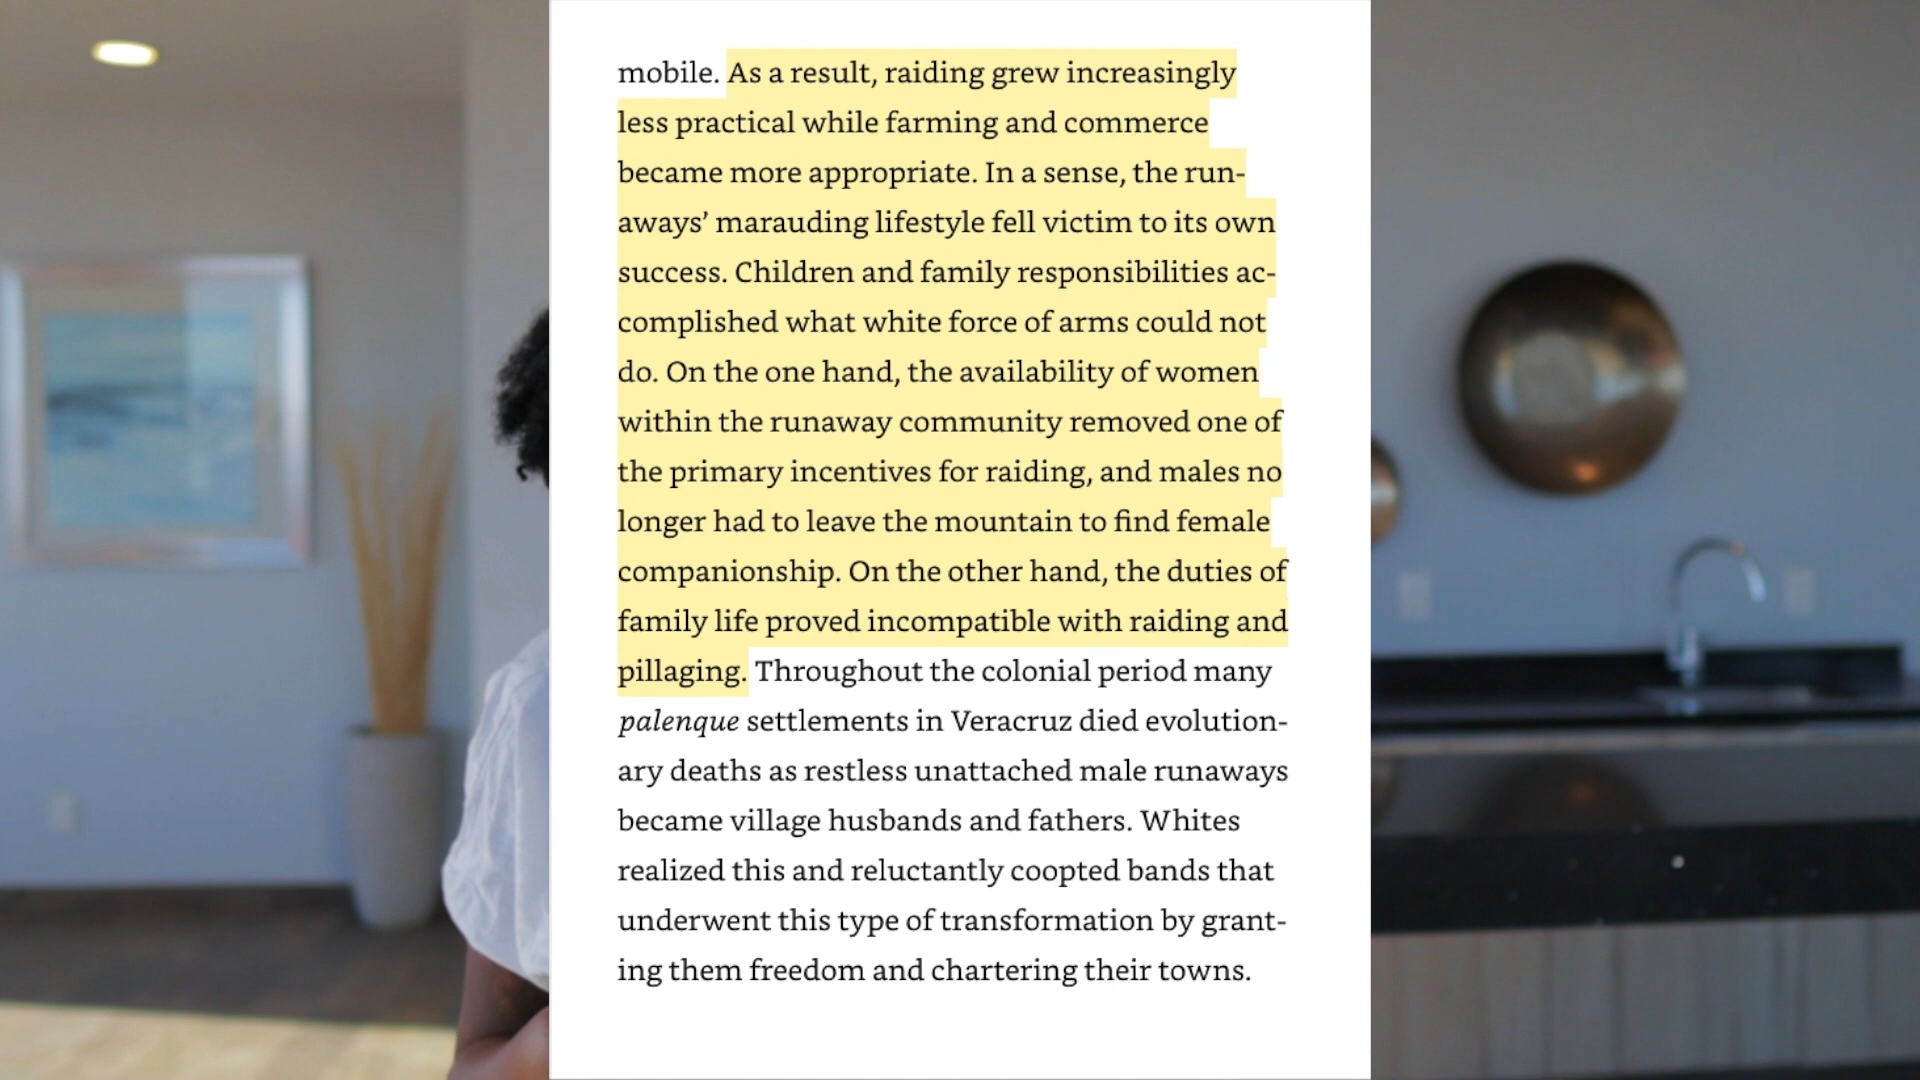 mobile. As a result, raiding grew increasingly
less practical while farming and commerce
became more appropriate. In a sense, the run-
aways’ marauding lifestyle fell victim to its own
success. Children and family responsibilities ac-
complished what white force of arms could not
do. On the one hand, the availability of women
within the runaway community removed one of
the primary incentives for raiding, and males no
longer had to leave the mountain to find female
companionship. On the other hand, the duties of
family life proved incompatible with raiding and
pillaging. Throughout the colonial period many
palenque settlements in Veracruz died evolution-
ary deaths as restless unattached male runaways
became village husbands and fathers. Whites
realized this and reluctantly coopted bands that
underwent this type of transformation by grant-
ing them freedom and chartering their towns.